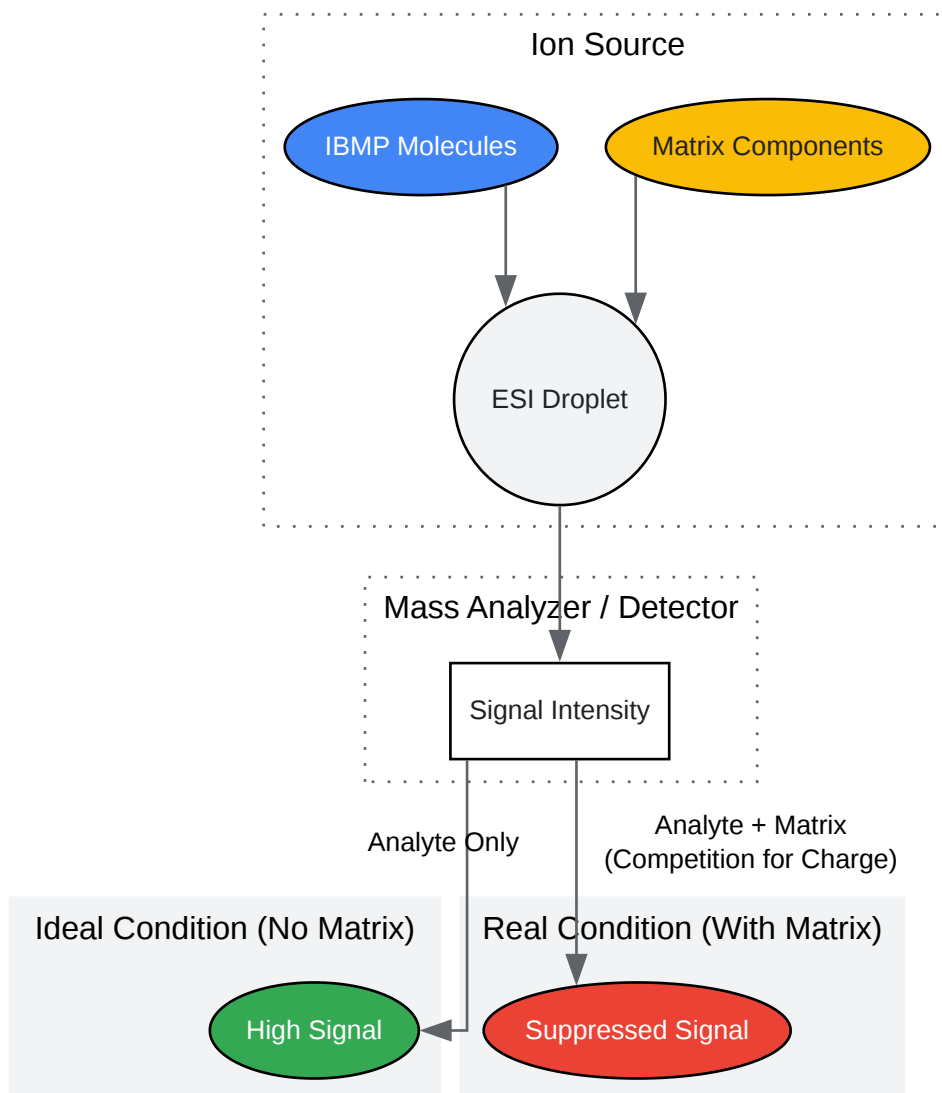 Ion Source
IBMP Molecules
Matrix Components
ESI Droplet
Mass Analyzer / Detector
Signal Intensity
Analyte Only
Analyte + Matrix
(Competition for Charge)
Ideal Condition (No Matrix)
Real Condition (With Matrix)
High Signal
Suppressed Signal